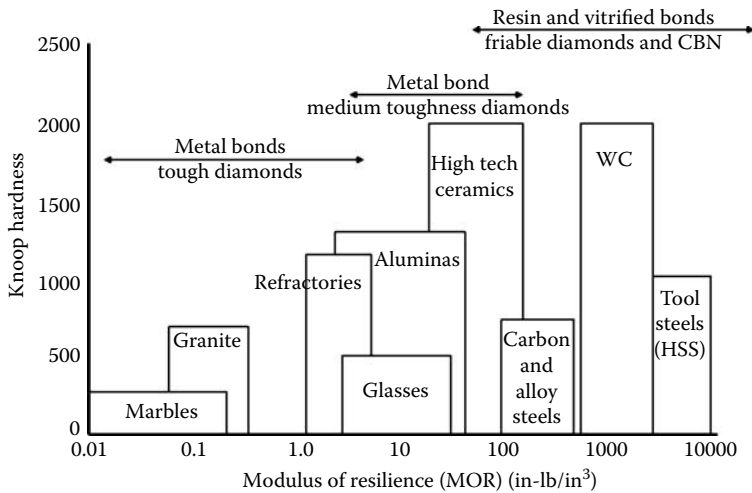 Resin and vitrified bonds
friable diamonds and CBN
Metal bond
medium toughness diamonds
Metal bonds
tough diamonds
Knoop hardness
2500
2000
1500
1000
500
0
High tech
ceramics
WC
Aluminas
Refractories
Tool
steels
(HSS)
Granite
Carbon
and
alloy
steels
Glasses
Marbles
0.01 0.1 1.0 10 100 1000 10000
Modulus of resilience (MOR) (in-lb/in³)